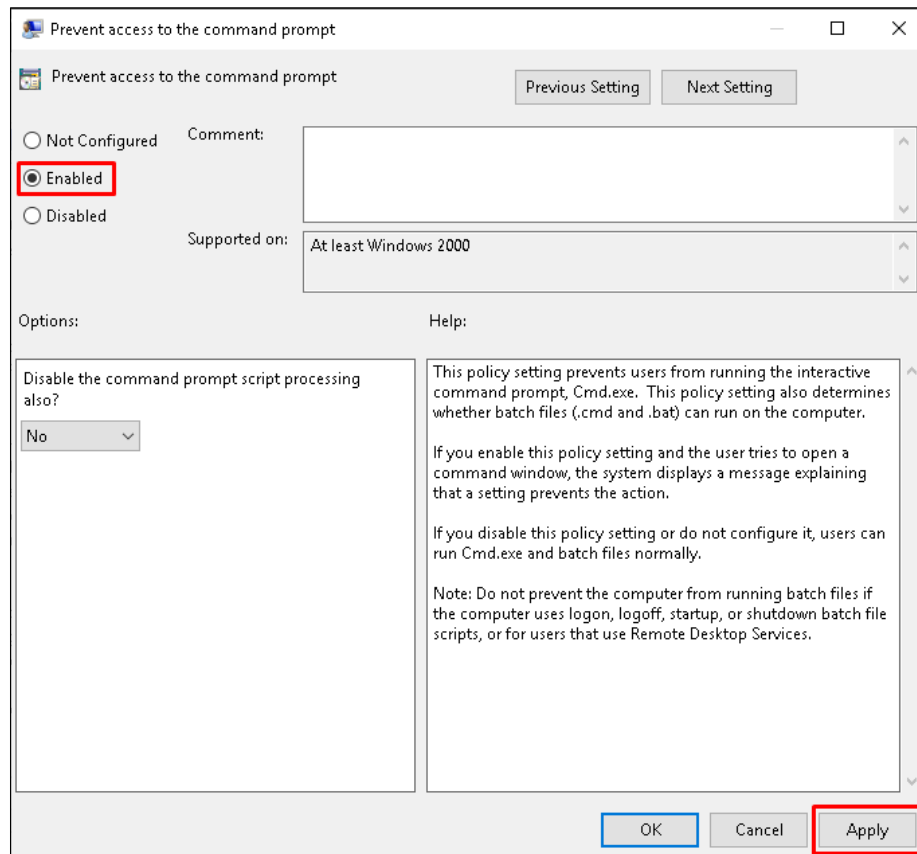 Prevent access to the command prompt
Prevent access to the command prompt
Previous Setting
Next Setting
Not Configured
Comment:
Enabled
Disabled
Supported on:
At least Windows 2000
Options:
Help:
Disable the command prompt script processing
also?
No
This policy setting prevents users from running the interactive
command prompt, Cmd.exe.  This policy setting also determines
whether batch files (.cmd and .bat) can run on the computer.
If you enable this policy setting and the user tries to open a
command window, the system displays a message explaining
that a setting prevents the action.
If you disable this policy setting or do not configure it, users can
run Cmd.exe and batch files normally.
Note: Do not prevent the computer from running batch files if
the computer uses logon, logoff, startup, or shutdown batch file
scripts, or for users that use Remote Desktop Services.
OK
Cancel
Apply